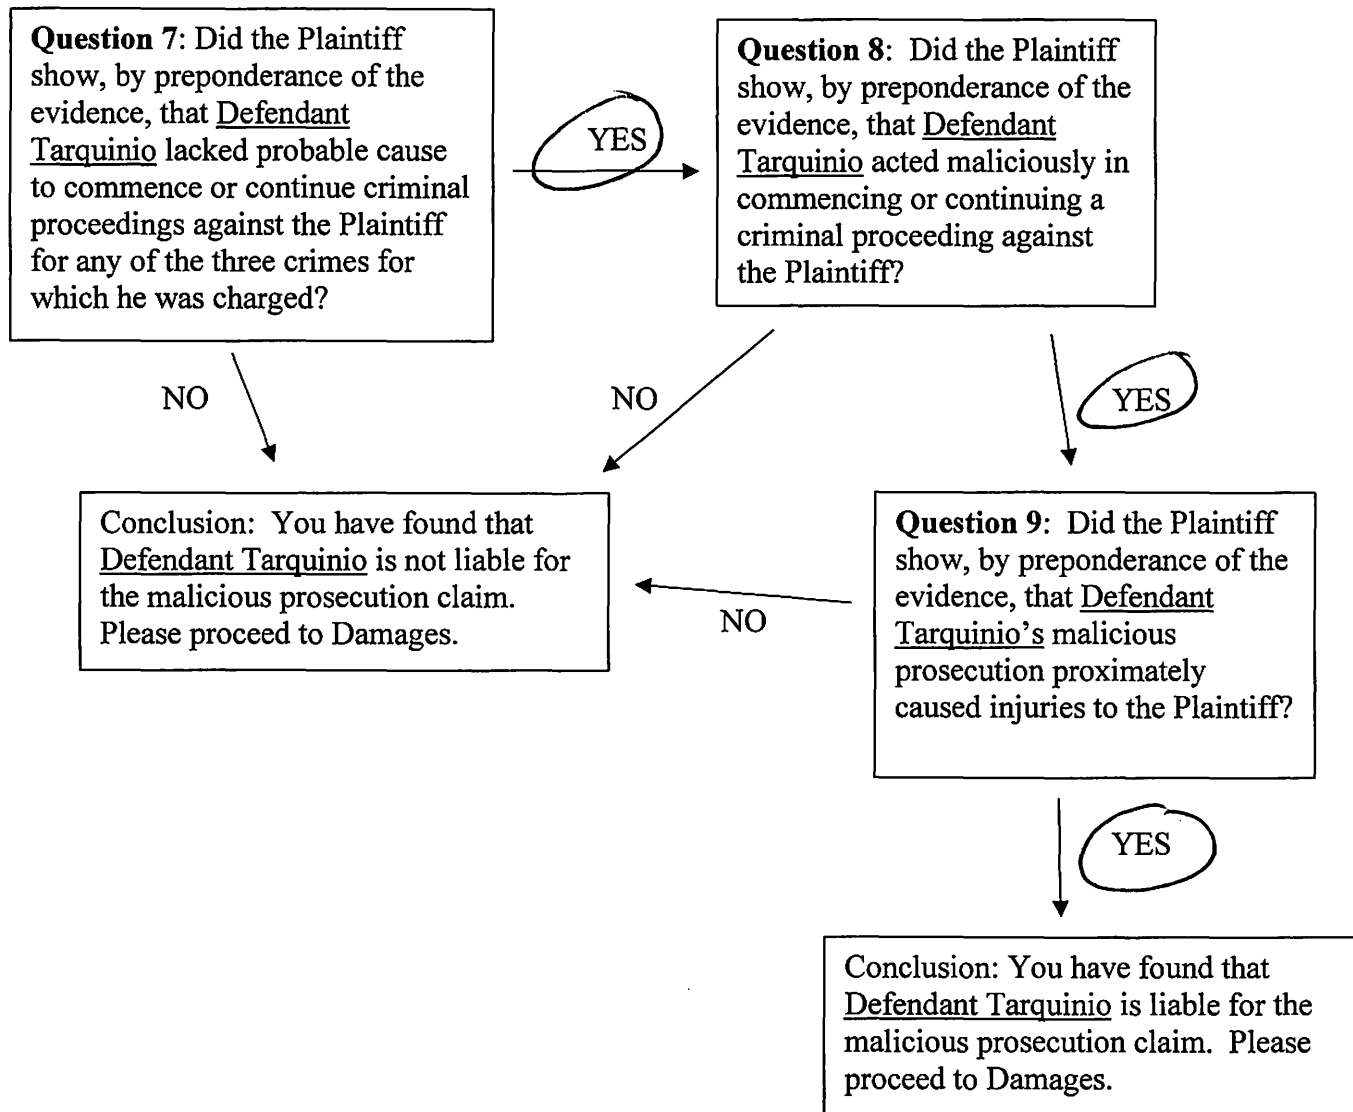 Question 7: Did the Plaintiff
show, by preponderance of the
evidence, that Defendant
Tarquinio lacked probable cause
to commence or continue criminal
proceedings against the Plaintiff
for any of the three crimes for
which he was charged?
YES
Question 8: Did the Plaintiff
show, by preponderance of the
evidence, that Defendant
Tarquinio acted maliciously in
commencing or continuing a
criminal proceeding against
the Plaintiff?
NO
NO
YES
Conclusion: You have found that
Defendant Tarquinio is not liable for
the malicious prosecution claim.
Please proceed to Damages.
NO
Question 9: Did the Plaintiff
show, by preponderance of the
evidence, that Defendant
Tarquinio's malicious
prosecution proximately
caused injuries to the Plaintiff?
YES
Conclusion: You have found that
Defendant Tarquinio is liable for the
malicious prosecution claim. Please
proceed to Damages.